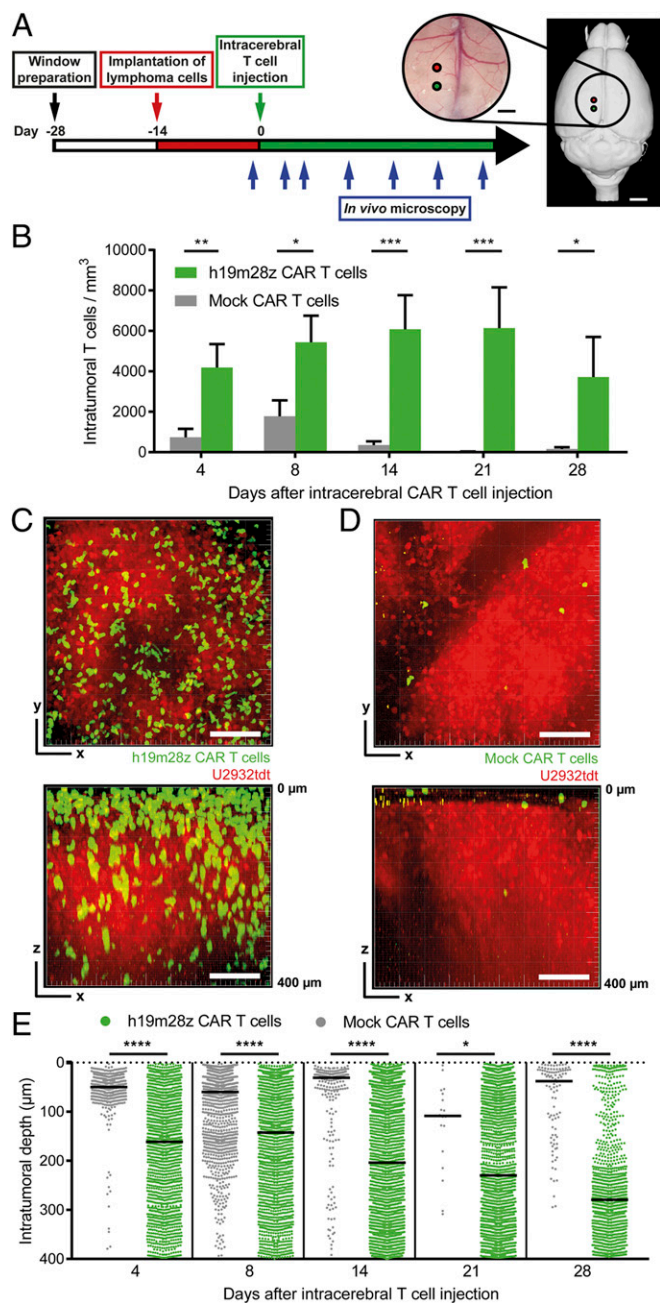 A
Window
preparation
Implantation of
lymphoma cells
Intracerebral
T cell
injection
Day
-28
-14
0
In vivo microscopy
B
Intratumoral T cells / mm³
10000
8000
6000
4000
2000
0
** * *** *** *
h19m28z CAR T cells
Mock CAR T cells
4 8 14 21 28
Days after intracerebral CAR T cell injection
C
y
x
h19m28z CAR T cells
U2932tdt
0 µm
z
x
400 µm
D
y
x
Mock CAR T cells
U2932tdt
0 µm
z
x
400 µm
E
h19m28z CAR T cells Mock CAR T cells
**** **** **** * ****
Intratumoral depth (µm)
0
100
200
300
400
4 8 14 21 28
Days after intracerebral T cell injection